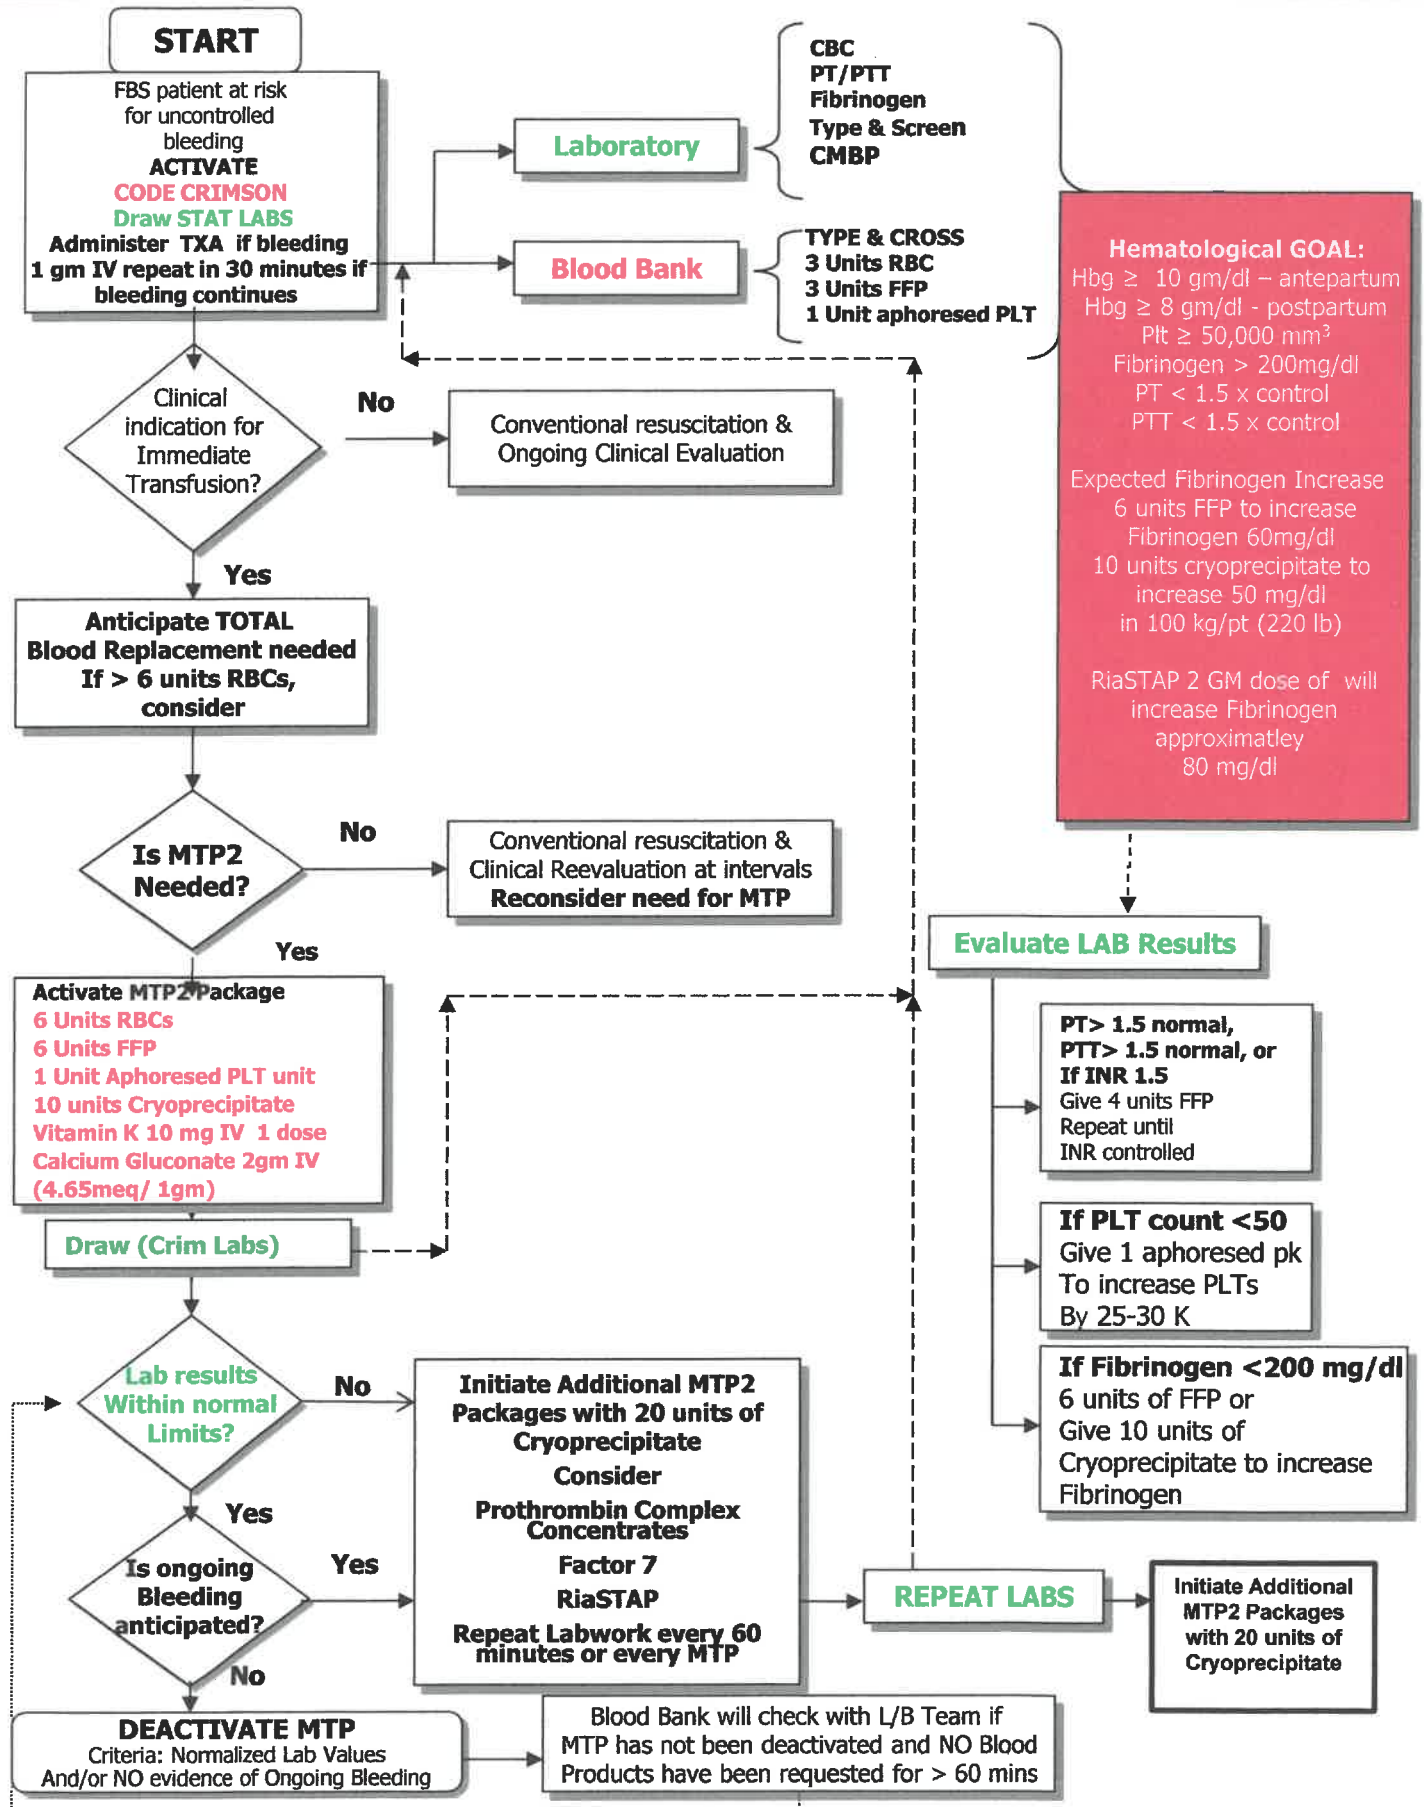 START
FBS patient at risk
for uncontrolled
bleeding
ACTIVATE
CODE CRIMSON
Draw STAT LABS
Administer TXA if bleeding
1 gm IV repeat in 30 minutes if
bleeding continues
Laboratory
CBC
PT/PTT
Fibrinogen
Type & Screen
CMBP
Blood Bank
TYPE & CROSS
3 Units RBC
3 Units FFP
1 Unit aphoresed PLT
Hematological GOAL:
Hbg ≥ 10 gm/dl – antepartum
Hbg ≥ 8 gm/dl - postpartum
Plt ≥ 50,000 mm³
Fibrinogen > 200mg/dl
PT < 1.5 x control
PTT < 1.5 x control
Expected Fibrinogen Increase
6 units FFP to increase
Fibrinogen 60mg/dl
10 units cryoprecipitate to
increase 50 mg/dl
in 100 kg/pt (220 lb)
RiaSTAP 2 GM dose of will
increase Fibrinogen
approximatley
80 mg/dl
Clinical
indication for
Immediate
Transfusion?
No
Conventional resuscitation &
Ongoing Clinical Evaluation
Yes
Anticipate TOTAL
Blood Replacement needed
If > 6 units RBCs,
consider
Is MTP2
Needed?
No
Conventional resuscitation &
Clinical Reevaluation at intervals
Reconsider need for MTP
Yes
Activate MTP2 Package
6 Units RBCs
6 Units FFP
1 Unit Aphoresed PLT unit
10 units Cryoprecipitate
Vitamin K 10 mg IV 1 dose
Calcium Gluconate 2gm IV
(4.65meq/ 1gm)
Draw (Crim Labs)
Evaluate LAB Results
PT> 1.5 normal,
PTT> 1.5 normal, or
If INR 1.5
Give 4 units FFP
Repeat until
INR controlled
If PLT count <50
Give 1 aphoresed pk
To increase PLTs
By 25-30 K
If Fibrinogen <200 mg/dl
6 units of FFP or
Give 10 units of
Cryoprecipitate to increase
Fibrinogen
Lab results
Within normal
Limits?
No
Yes
Initiate Additional MTP2
Packages with 20 units of
Cryoprecipitate
Consider
Prothrombin Complex
Concentrates
Factor 7
RiaSTAP
Repeat Labwork every 60
minutes or every MTP
Is ongoing
Bleeding
anticipated?
Yes
No
REPEAT LABS
Initiate Additional
MTP2 Packages
with 20 units of
Cryoprecipitate
DEACTIVATE MTP
Criteria: Normalized Lab Values
And/or NO evidence of Ongoing Bleeding
Blood Bank will check with L/B Team if
MTP has not been deactivated and NO Blood
Products have been requested for > 60 mins